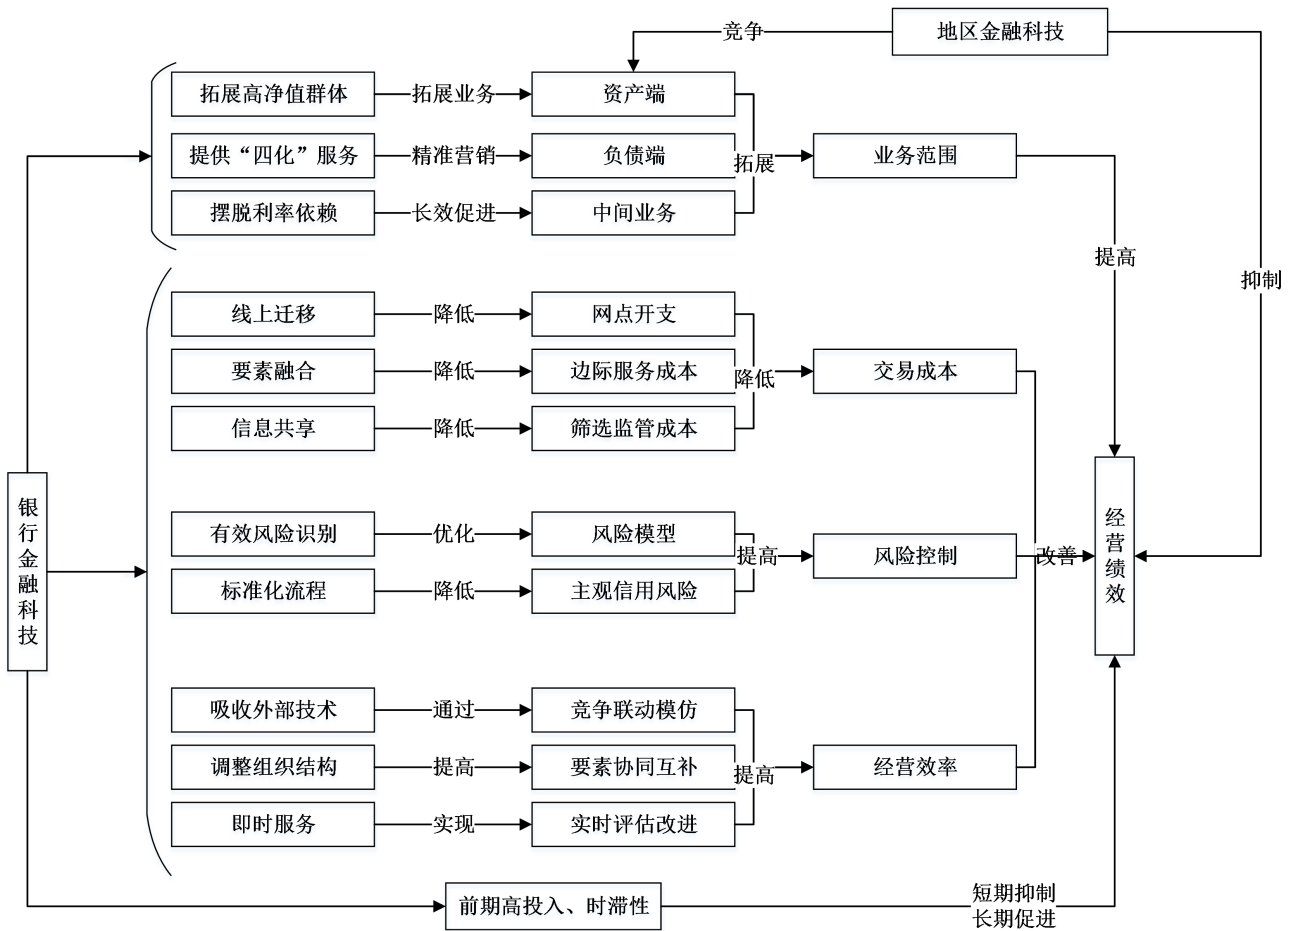 地区金融科技
竞争
拓展高净值群体
拓展业务
资产端
提供“四化”服务
精准营销
负债端
拓展
业务范围
摆脱利率依赖
长效促进
中间业务
提高
抑制
线上迁移
降低
网点开支
要素融合
降低
边际服务成本
降低
交易成本
信息共享
降低
筛选监管成本
银行金融科技
有效风险识别
优化
风险模型
提高
风险控制
改善
经营绩效
标准化流程
降低
主观信用风险
吸收外部技术
通过
竞争联动模仿
调整组织结构
提高
要素协同互补
提高
经营效率
即时服务
实现
实时评估改进
前期高投入、时滞性
短期抑制
长期促进